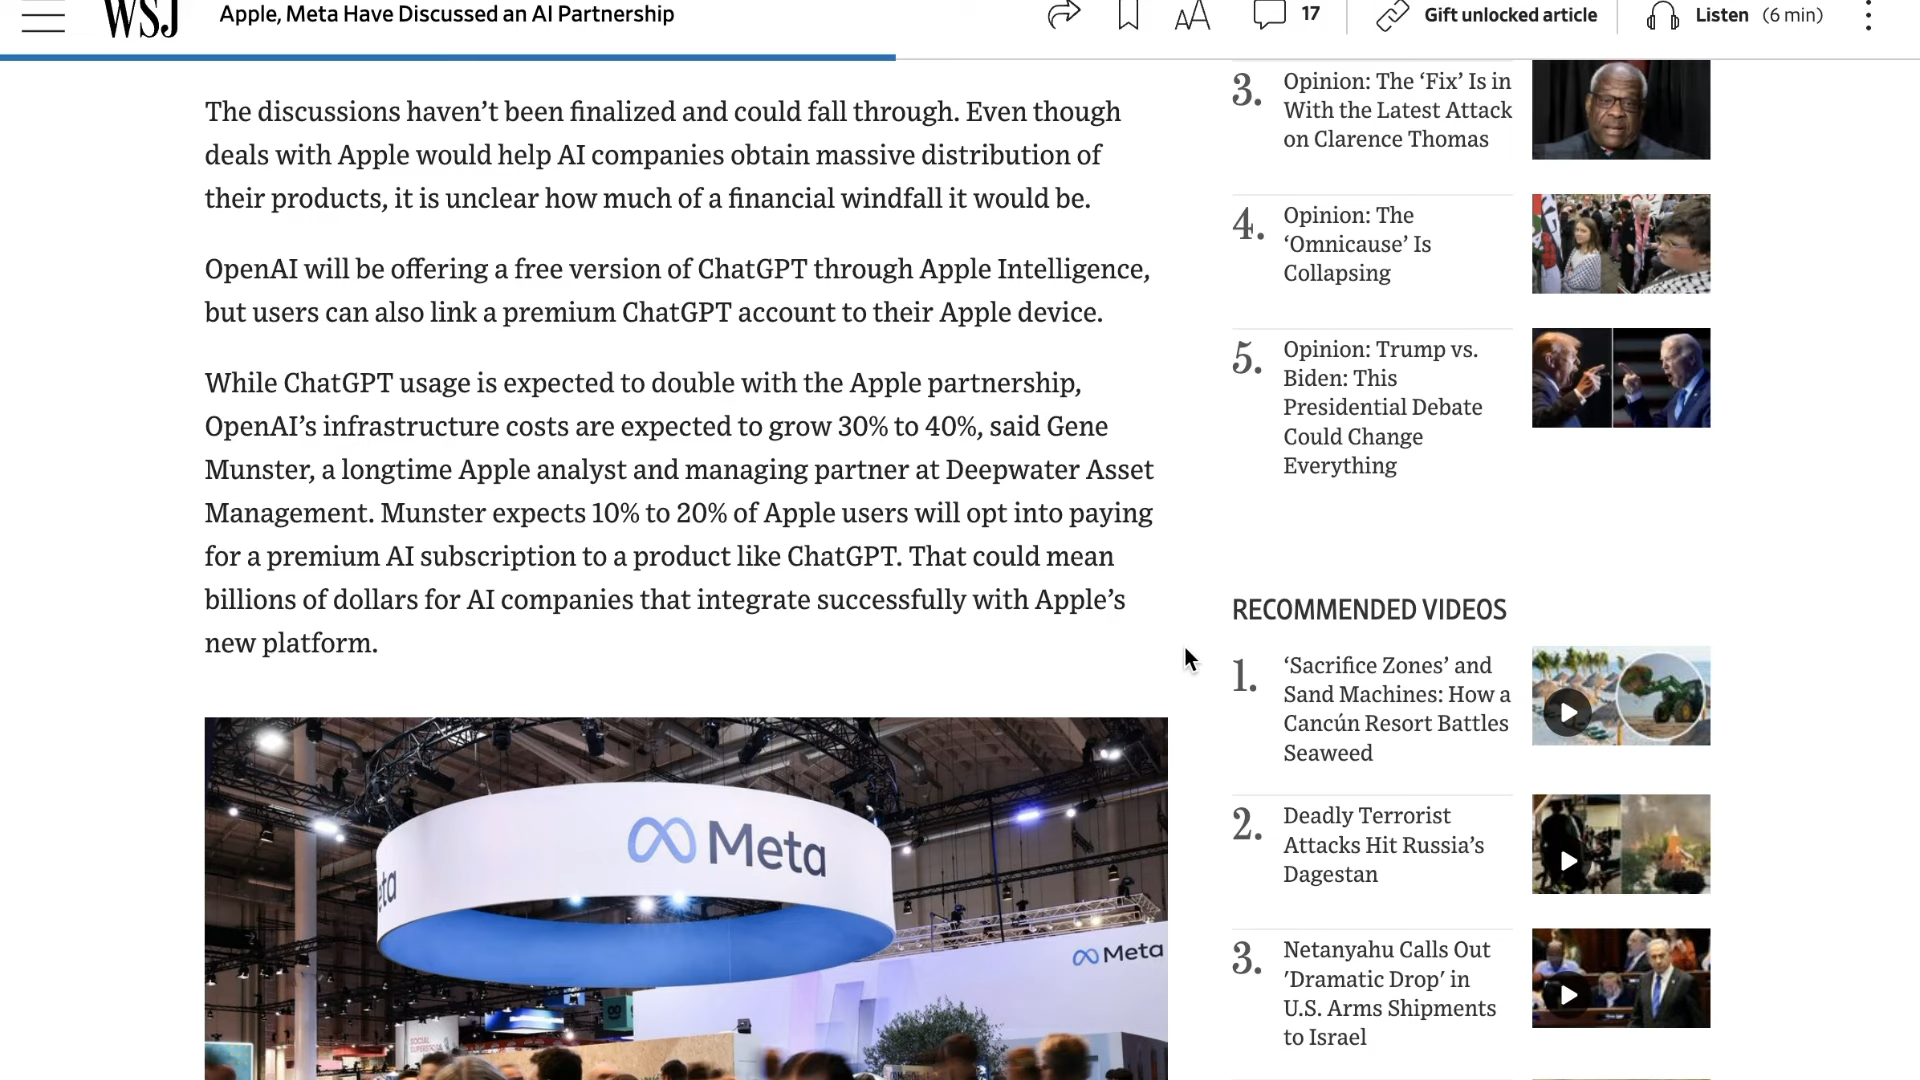 WSJ
Apple, Meta Have Discussed an AI Partnership
17
Gift unlocked article
Listen (6 min)
The discussions haven’t been finalized and could fall through. Even though
deals with Apple would help AI companies obtain massive distribution of
their products, it is unclear how much of a financial windfall it would be.
OpenAI will be offering a free version of ChatGPT through Apple Intelligence,
but users can also link a premium ChatGPT account to their Apple device.
While ChatGPT usage is expected to double with the Apple partnership,
OpenAI’s infrastructure costs are expected to grow 30% to 40%, said Gene
Munster, a longtime Apple analyst and managing partner at Deepwater Asset
Management. Munster expects 10% to 20% of Apple users will opt into paying
for a premium AI subscription to a product like ChatGPT. That could mean
billions of dollars for AI companies that integrate successfully with Apple’s
new platform.
Meta
eta
Meta
3. Opinion: The ‘Fix’ Is in
With the Latest Attack
on Clarence Thomas
4. Opinion: The
‘Omnicause’ Is
Collapsing
5. Opinion: Trump vs.
Biden: This
Presidential Debate
Could Change
Everything
RECOMMENDED VIDEOS
1. ‘Sacrifice Zones’ and
Sand Machines: How a
Cancún Resort Battles
Seaweed
2. Deadly Terrorist
Attacks Hit Russia’s
Dagestan
3. Netanyahu Calls Out
'Dramatic Drop' in
U.S. Arms Shipments
to Israel